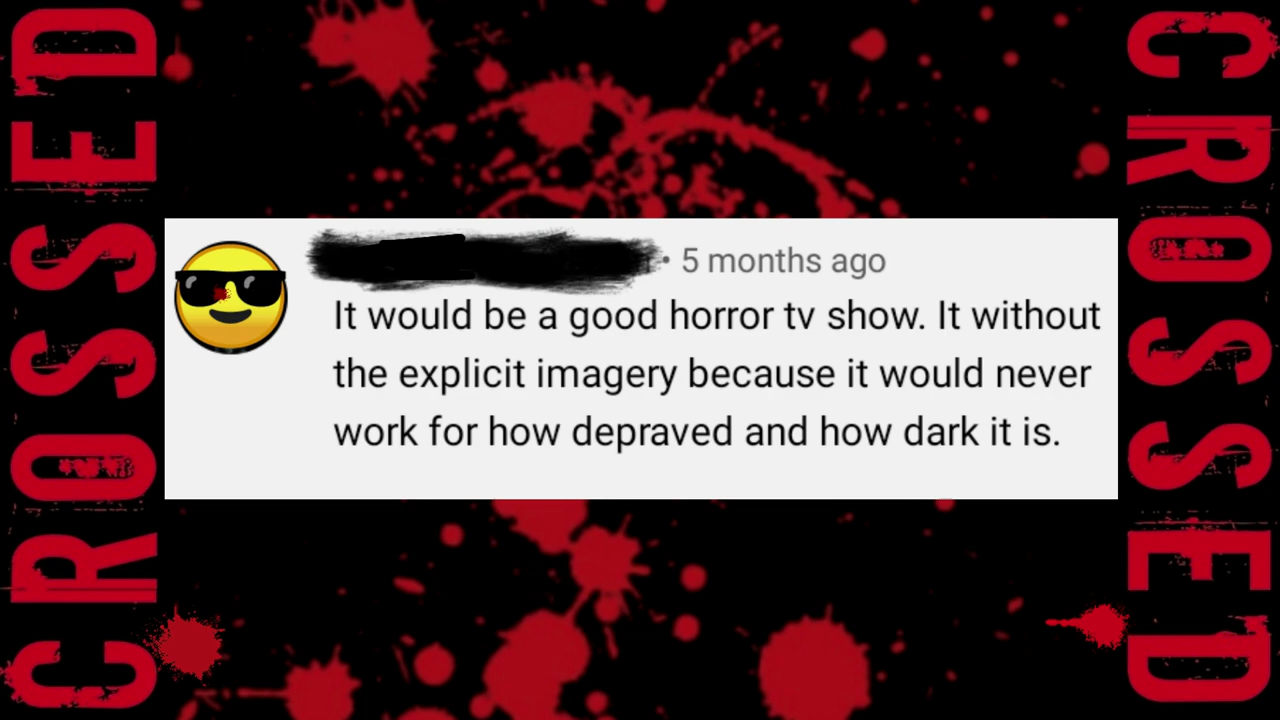 CROSSED
• 5 months ago
It would be a good horror tv show. It without
the explicit imagery because it would never
work for how depraved and how dark it is.
CROSSED